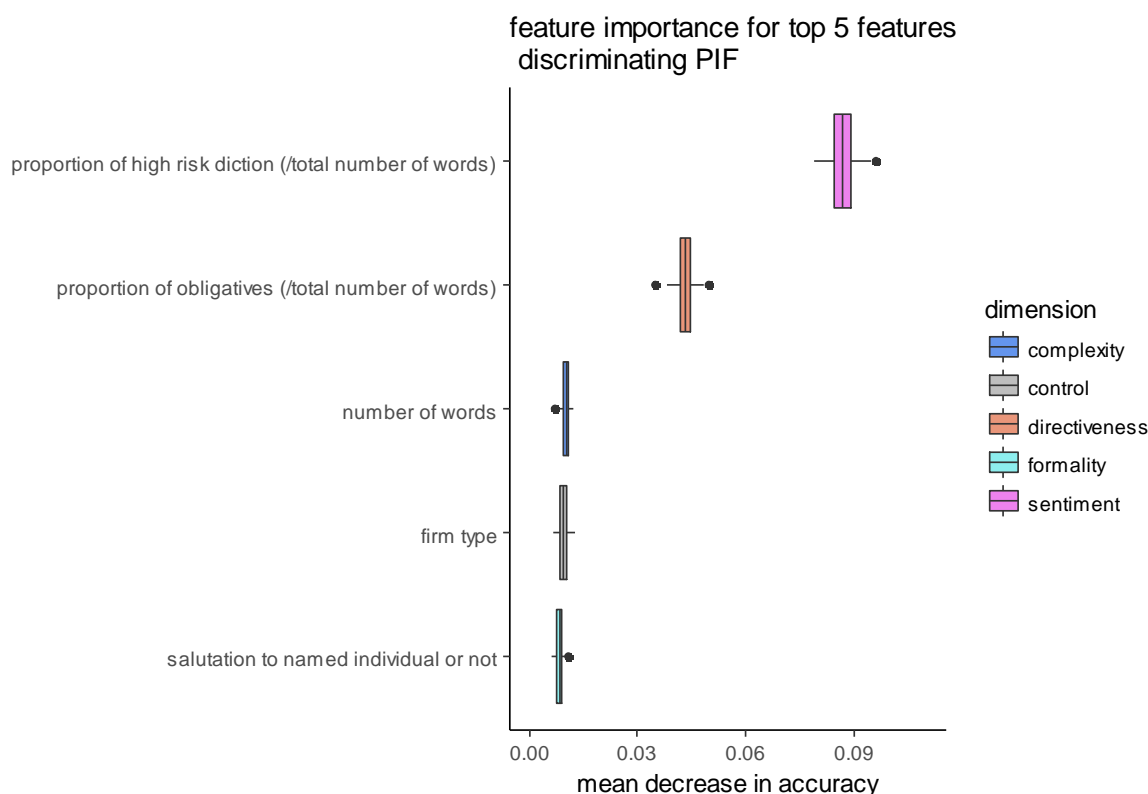 feature importance for top 5 features
discriminating PIF
proportion of high risk diction (/total number of words)
proportion of obligatives (/total number of words)
number of words
firm type
salutation to named individual or not
0.00 0.03 0.06 0.09
mean decrease in accuracy
dimension
complexity
control
directiveness
formality
sentiment